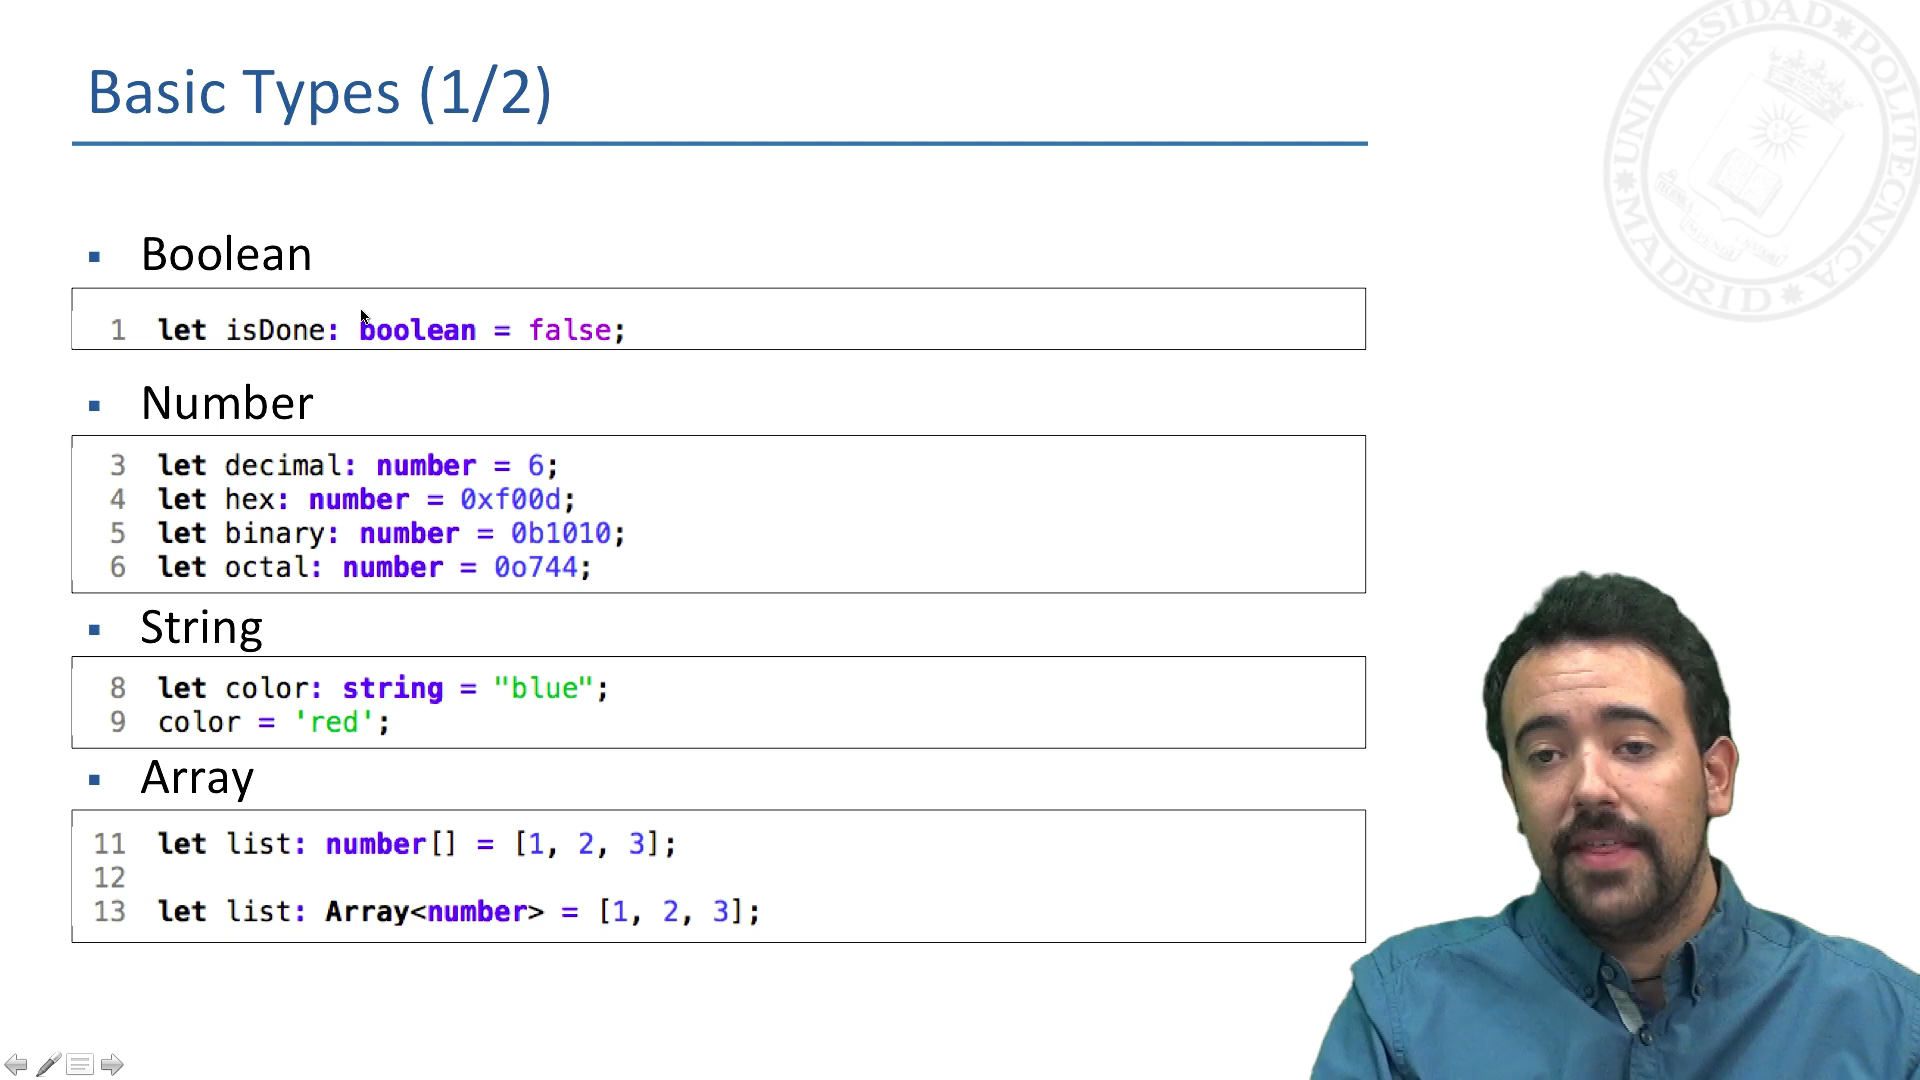 Basic Types (1/2)
UNIVERSIDAD POLITECNICA
MADRID
Boolean
1 let isDone: boolean = false;
Number
3 let decimal: number = 6;
4 let hex: number = 0xf00d;
5 let binary: number = 0b1010;
6 let octal: number = 0o744;
String
8 let color: string = "blue";
9 color = 'red';
Array
11 let list: number[] = [1, 2, 3];
12
13 let list: Array<number> = [1, 2, 3];